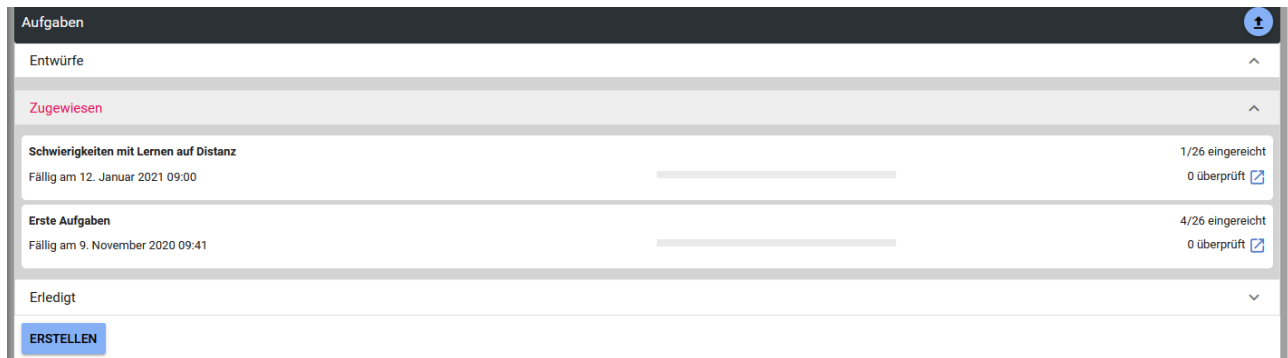 Aufgaben
Entwürfe
Zugewiesen
Schwierigkeiten mit Lernen auf Distanz
1/26 eingereicht
Fällig am 12. Januar 2021 09:00
0 überprüft
Erste Aufgaben
4/26 eingereicht
Fällig am 9. November 2020 09:41
0 überprüft
Erledigt
ERSTELLEN